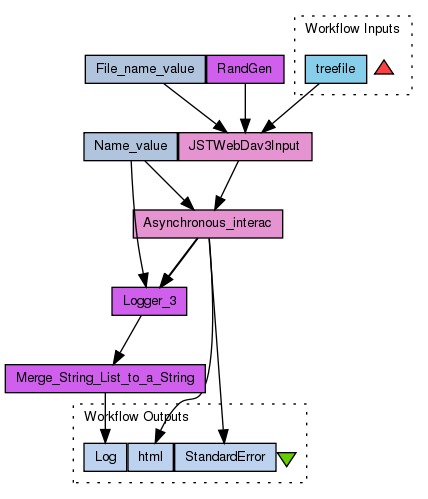 Workflow Inputs
File_name_value
RandGen
treefile
Name_value
JSTWebDav3Input
Asynchronous_interac
Logger_3
Merge_String_List_to_a_String
Workflow Outputs
Log
html
StandardError